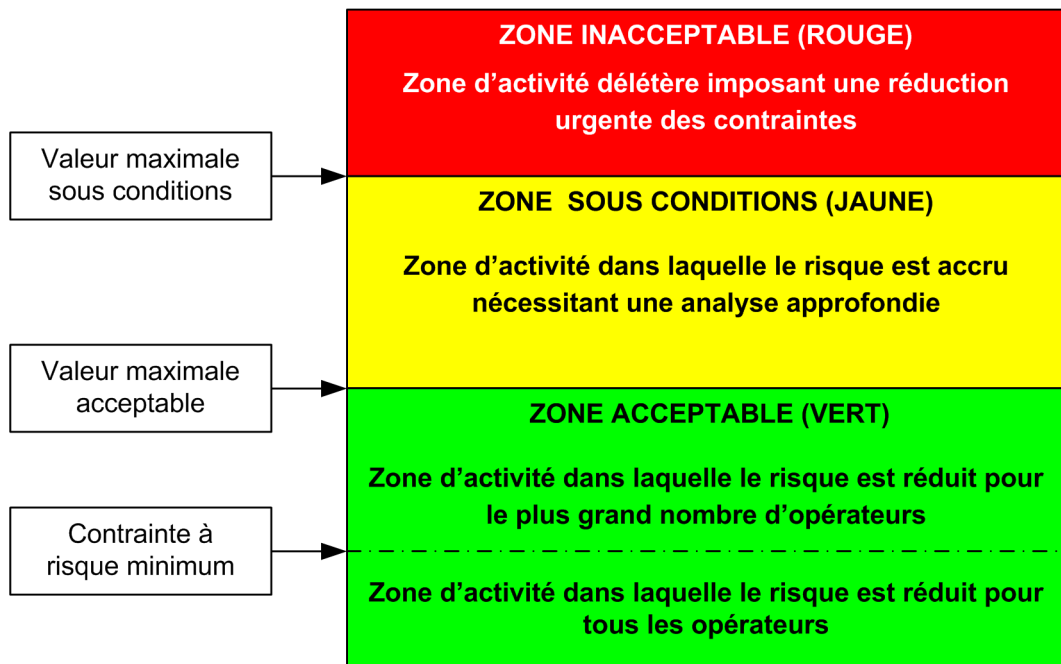 ZONE INACCEPTABLE (ROUGE)
Zone d’activité délétère imposant une réduction
urgente des contraintes
Valeur maximale
sous conditions
ZONE  SOUS CONDITIONS (JAUNE)
Zone d’activité dans laquelle le risque est accru
nécessitant une analyse approfondie
Valeur maximale
acceptable
ZONE ACCEPTABLE (VERT)
Zone d’activité dans laquelle le risque est réduit pour
le plus grand nombre d’opérateurs
Contrainte à
risque minimum
Zone d’activité dans laquelle le risque est réduit pour
tous les opérateurs